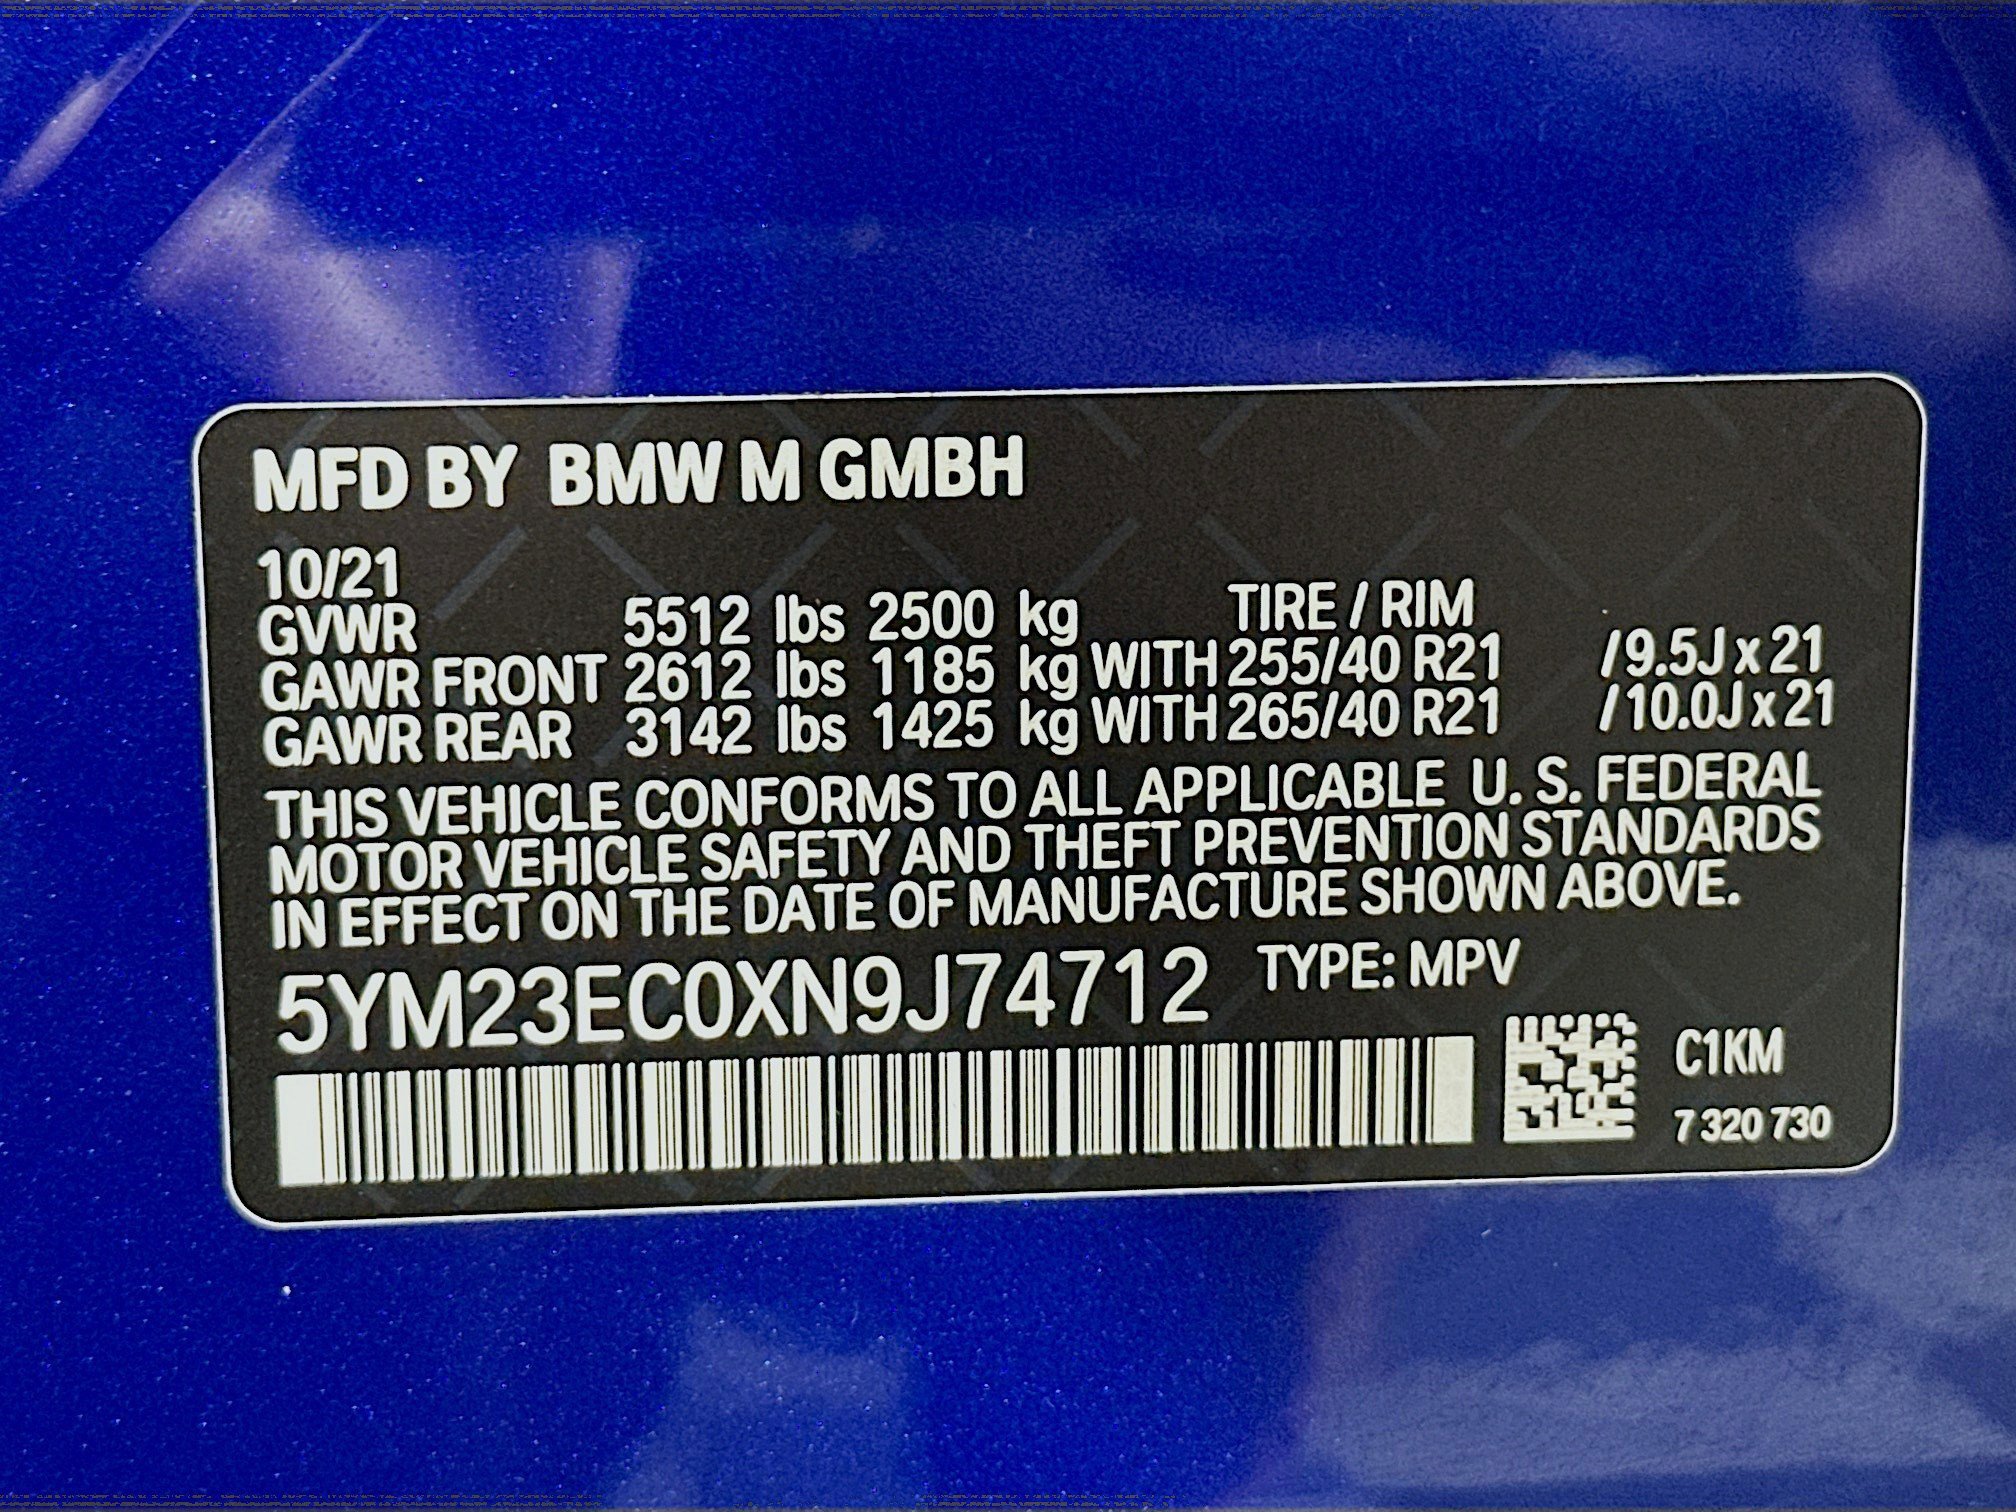 MFD BY BMW M GMBH
10/21
GVWR 5512 lbs 2500 kg TIRE / RIM
GAWR FRONT 2612 lbs 1185 kg WITH 255/40 R21 / 9.5J x 21
GAWR REAR 3142 lbs 1425 kg WITH 265/40 R21 / 10.0J x 21
THIS VEHICLE CONFORMS TO ALL APPLICABLE U. S. FEDERAL
MOTOR VEHICLE SAFETY AND THEFT PREVENTION STANDARDS
IN EFFECT ON THE DATE OF MANUFACTURE SHOWN ABOVE.
5YM23EC0XN9J74712 TYPE: MPV
C1KM
7 320 730